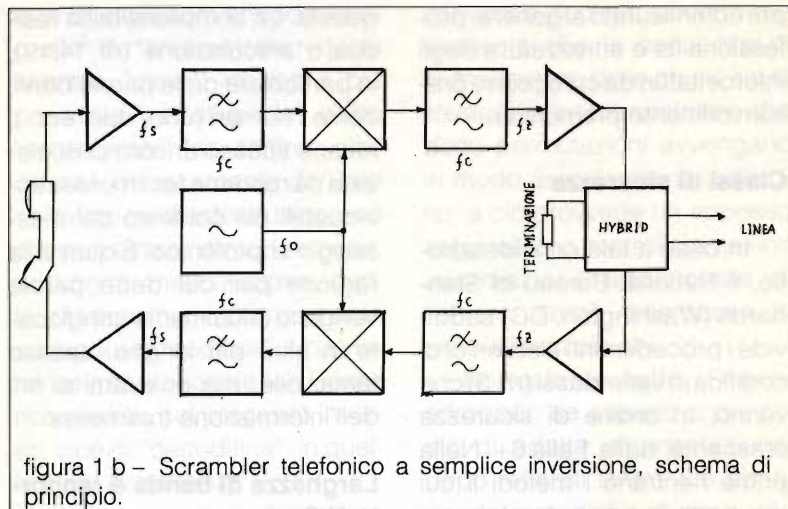 fs
fz
fc
fc
fo
fc
fc
fs
fz
TERMINAZIONE
HYBRID
LINEA
figura 1 b – Scrambler telefonico a semplice inversione, schema di
principio.